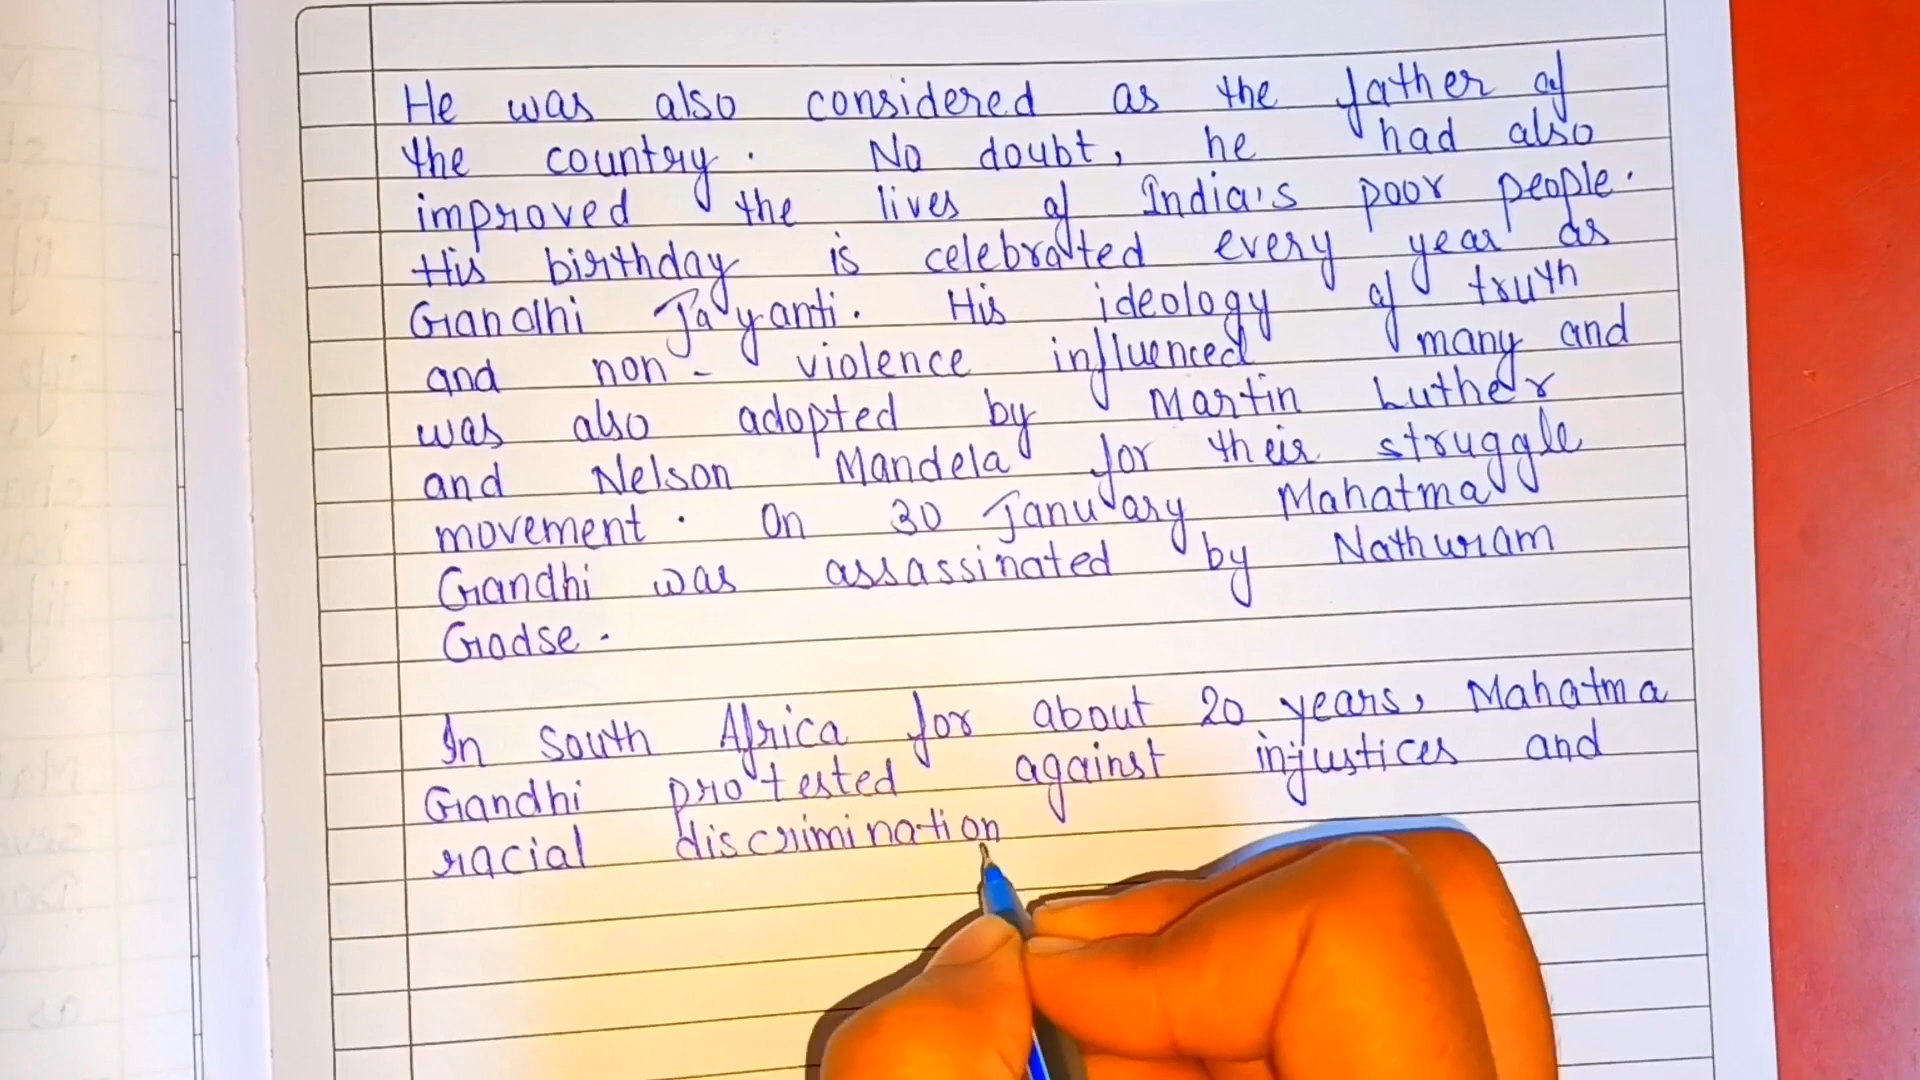 He was also considered as the father of
the country. No doubt, he had also
improved the lives of India's poor people.
His birthday is celebrated every year as
Gandhi Jayanti. His ideology of truth
and non- violence influenced many and
was also adopted by Martin Luther
and Nelson Mandela for their struggle
movement. On 30 January Mahatma
Gandhi was assassinated by Nathuram
Godse.
In South Africa for about 20 years, Mahatma
Gandhi protested against injustices and
racial discrimination